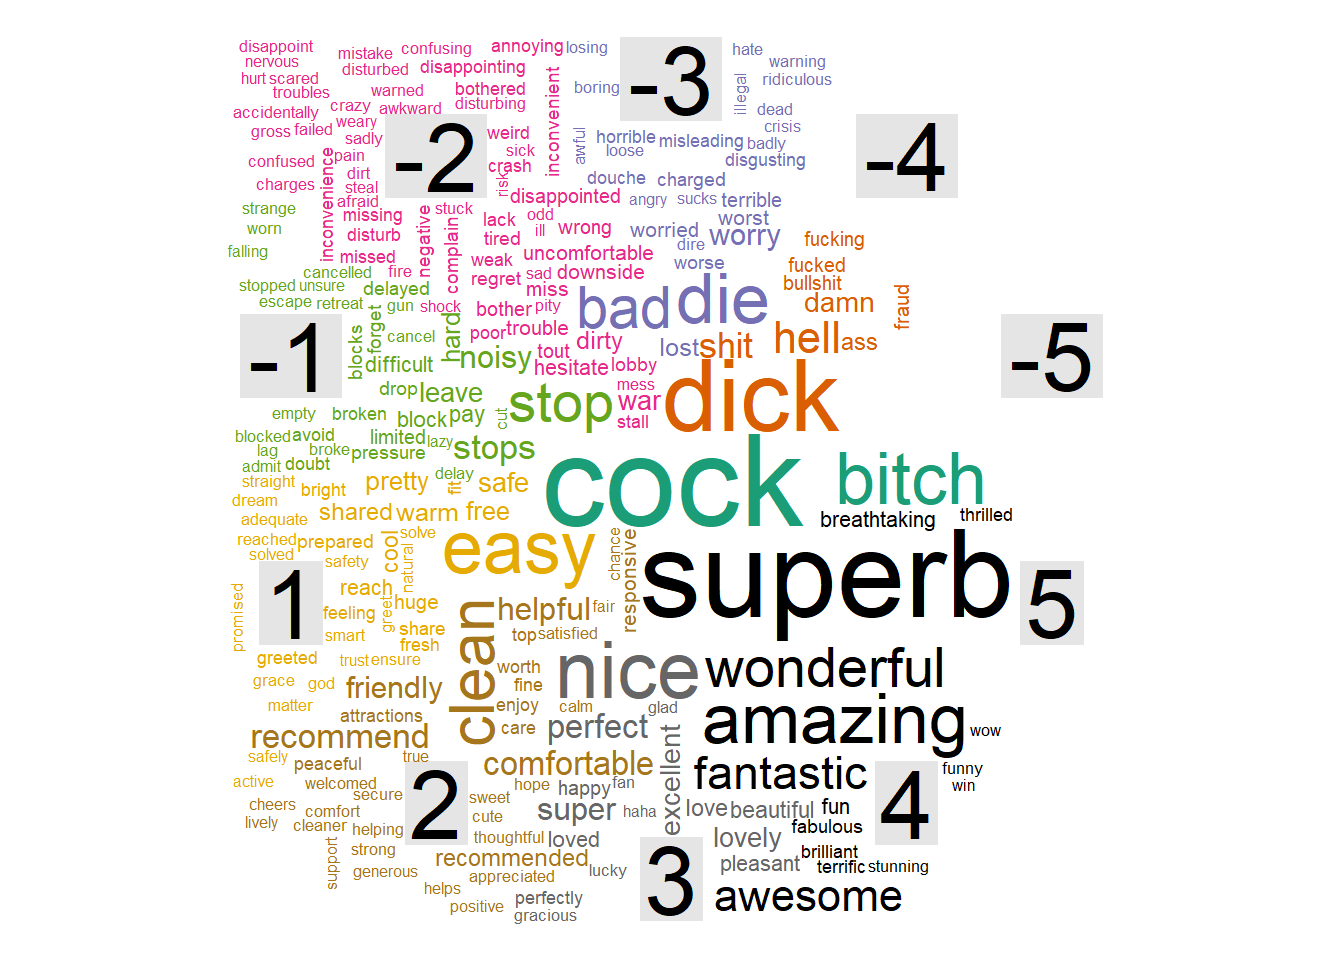 disappoint
mistake
confusing
annoying
losing
-3
hate
nervous
disturbed
disappointing
warning
hurt
scared
troubles
warned
bothered
boring
illegal
ridiculous
accidentally
crazy
awkward
disturbing
inconvenient
dead
gross
failed
weary
sadly
-2
weird
awful
horrible
misleading
crisis
badly
-4
confused
pain
sick
crash
loose
disgusting
charges
inconvenience
dirt
steal
afraid
risk
disappointed
douche
charged
angry
sucks
terrible
strange
worn
missing
disturb
negative
stuck
complain
lack
odd
ill
wrong
worried
worst
worry
falling
missed
tired
uncomfortable
dire
fucking
cancelled
fire
weak
sad
downside
worse
fucked
stopped
unsure
delayed
regret
miss
bullshit
escape
retreat
gun
shock
bother
pity
bad
die
damn
fraud
-1
blocks
forget
cancel
hard
poor
trouble
dirty
lost
shit
hell
ass
-5
difficult
noisy
tout
hesitate
lobby
drop
leave
mess
war
dick
empty
broken
block
pay
cut
stop
stall
blocked
avoid
limited
lazy
stops
lag
broke
pressure
admit
doubt
delay
cock
bitch
straight
bright
pretty
fit
safe
dream
shared
warm
free
breathtaking
thrilled
adequate
reached
prepared
cool
solve
easy
chance
responsive
superb
solved
safety
natural
1
reach
5
promised
feeling
greet
huge
helpful
fair
smart
share
fresh
clean
top
satisfied
greeted
trust
ensure
worth
nice
wonderful
grace
god
friendly
fine
matter
attractions
enjoy
calm
glad
amazing
recommend
care
perfect
wow
safely
peaceful
true
comfortable
excellent
fantastic
funny
active
welcomed
2
hope
happy
fan
4
win
cheers
secure
sweet
super
haha
love
beautiful
fun
lively
comfort
cute
cleaner
helping
thoughtful
loved
lovely
fabulous
support
strong
recommended
3
brilliant
generous
appreciated
lucky
pleasant
terrific
stunning
helps
perfectly
awesome
positive
gracious